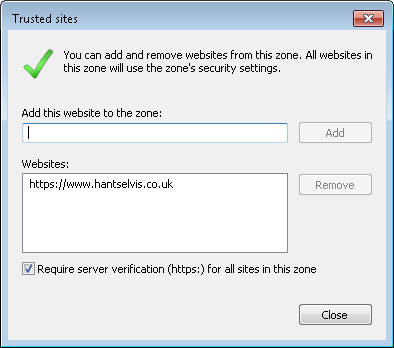 Trusted sites
You can add and remove websites from this zone. All websites in
this zone will use the zone's security settings.
Add this website to the zone:
Add
Websites:
https://www.hantselvis.co.uk
Remove
Require server verification (https:) for all sites in this zone
Close